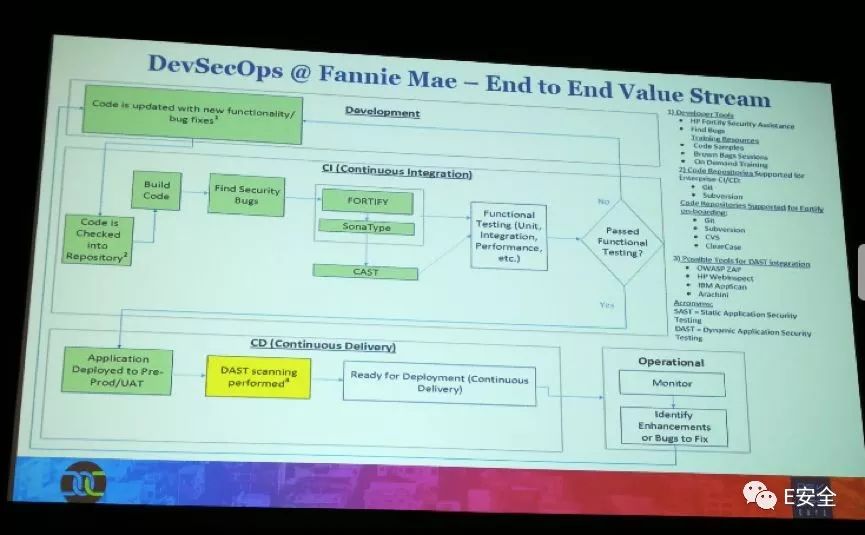 DevSecOps @ Fannie Mae – End to End Value Stream
Development
Code is updated with new functionality/
bug fixes¹
CI (Continuous Integration)
Code is
Checked
into
Repository²
Build
Code
Find Security
Bugs
FORTIFY
SonaType
CAST
Functional
Testing (Unit,
Integration,
Performance,
etc.)
Passed
Functional
Testing?
No
Yes
CD (Continuous Delivery)
Application
Deployed to Pre-
Prod/UAT
DAST scanning
performed³
Ready for Deployment (Continuous
Delivery)
Operational
Monitor
Identify
Enhancements
or Bugs to Fix
1) Developer Tools
HP Fortify Security Assistance
Find Bugs
Training Resources
Code Samples
Brown Bags Sessions
On Demand Training
2) Code Repositories Supported for
Enterprise CI/CD:
Git
Subversion
Code Repositories Supported for Fortify
on-boarding:
Git
Subversion
CVS
ClearCase
3) Possible Tools for DAST integration
OWASP ZAP
HP WebInspect
IBM AppScan
Arachini
Acronyms:
SAST = Static Application Security
Testing
DAST = Dynamic Application Security
Testing
E安全